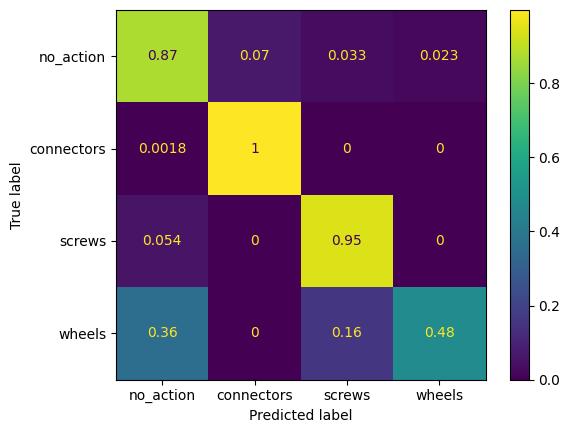 no_action 0.87 0.07 0.033 0.023
connectors 0.0018 1 0 0
screws 0.054 0 0.95 0
wheels 0.36 0 0.16 0.48
no_action connectors screws wheels
Predicted label
True label
0.8
0.6
0.4
0.2
0.0